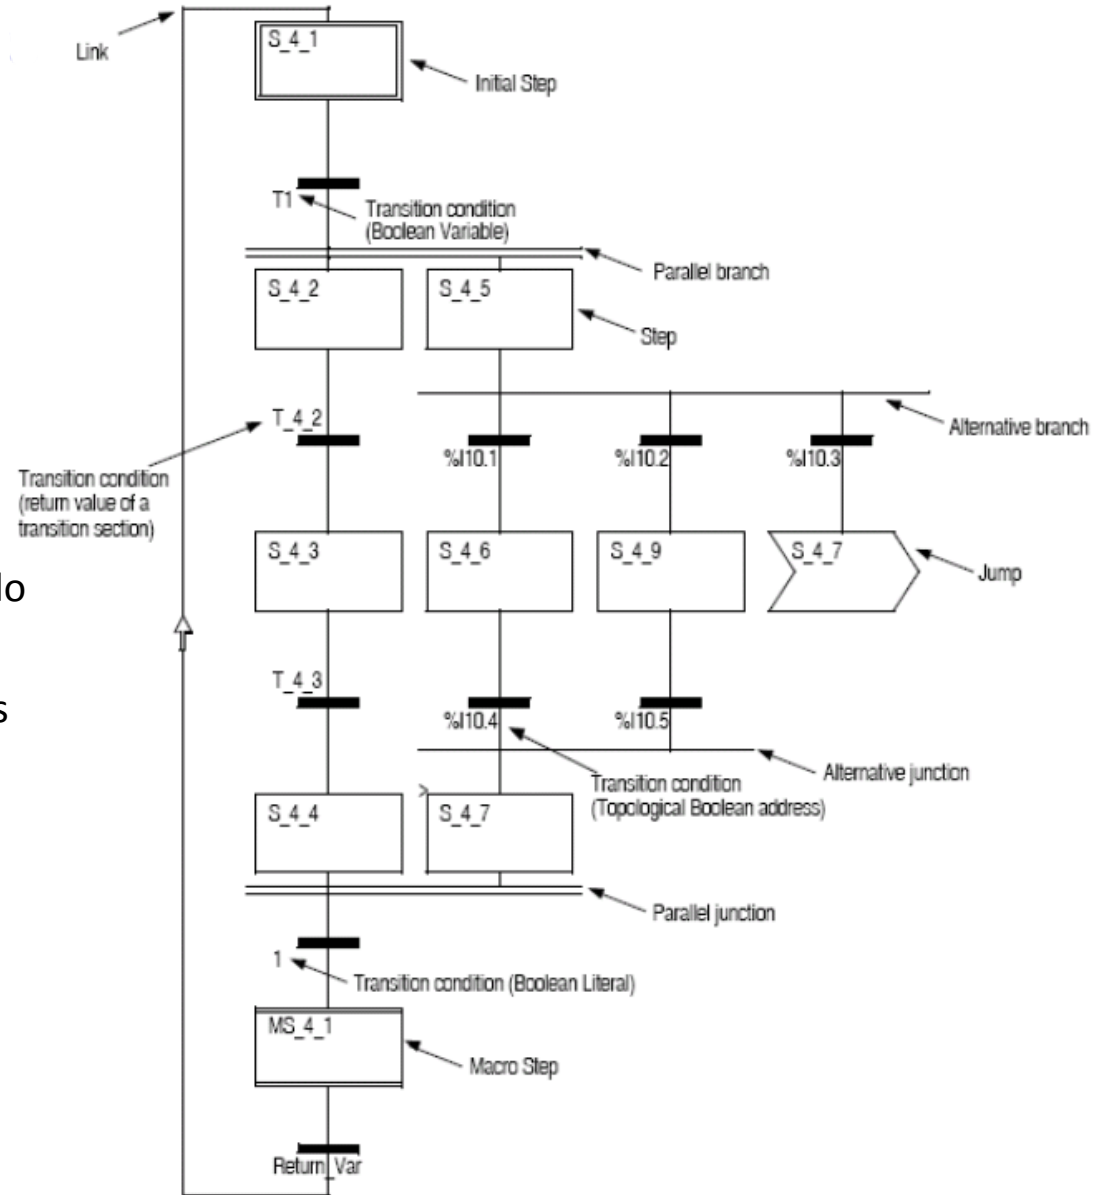 Link
S_4_1
Initial Step
T1
Transition condition
(Boolean Variable)
Parallel branch
S_4_2
S_4_5
Step
T_4_2
Alternative branch
%I10.1
%I10.2
%I10.3
Transition condition
(return value of a
transition section)
S_4_3
S_4_6
S_4_9
S_4_7
Jump
lo
T_4_3
s
%I10.4
%I10.5
Alternative junction
Transition condition
(Topological Boolean address)
S_4_4
S_4_7
Parallel junction
1
Transition condition (Boolean Literal)
MS_4_1
Macro Step
Return_Var